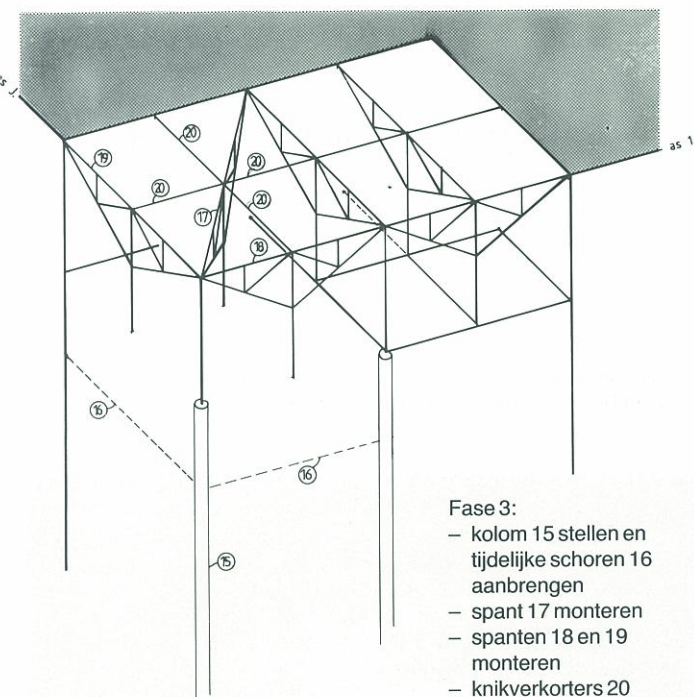 as J.
as 1
19
20
20
20
20
17
18
16
16
15
Fase 3:
– kolom 15 stellen en
tijdelijke schoren 16
aanbrengen
– spant 17 monteren
– spanten 18 en 19
monteren
– knikverkorters 20